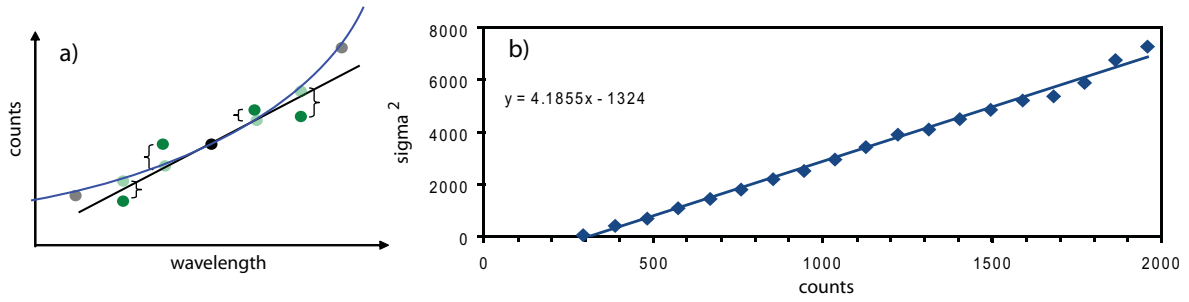 a)
counts
wavelength
b)
y = 4.1855x - 1324
sigma 2
8000
6000
4000
2000
0
0 500 1000 1500 2000
counts